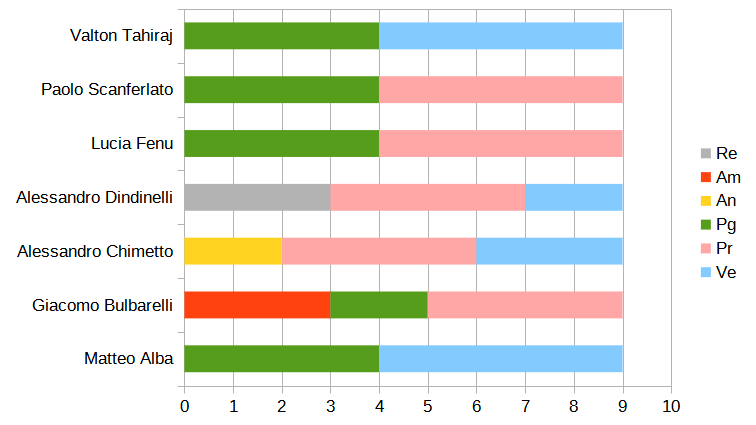 Valton Tahiraj
Paolo Scanferlato
Lucia Fenu
Alessandro Dindinelli
Alessandro Chimetto
Giacomo Bulbarelli
Matteo Alba
0 1 2 3 4 5 6 7 8 9 10
Re
Am
An
Pg
Pr
Ve